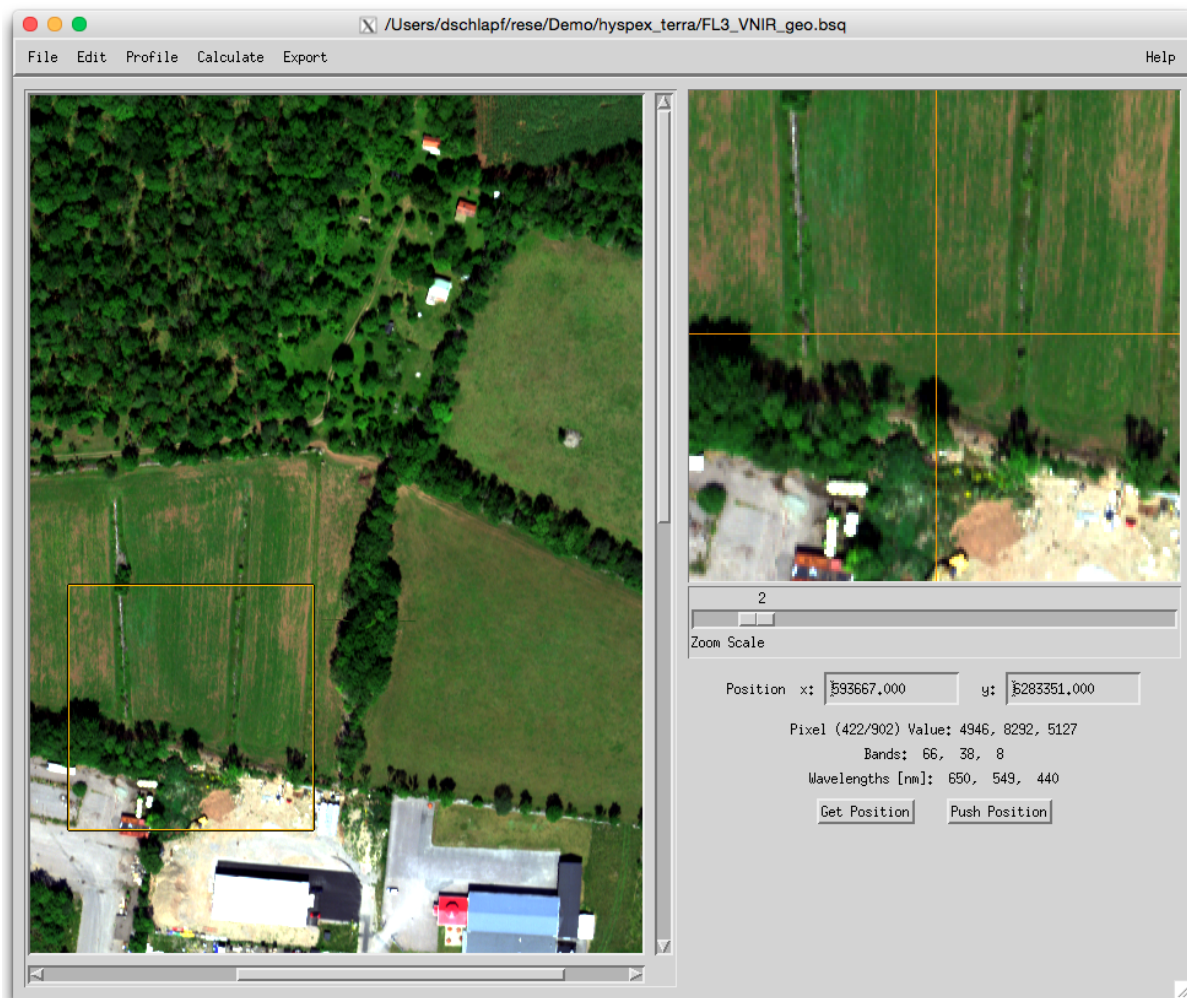 /Users/dschlapf/rese/Demo/hyspex_terra/FL3_VNIR_geo.bsq
File Edit Profile Calculate Export Help
2
Zoom Scale
Position x: 593667.000 y: 6283351.000
Pixel (422/902) Value: 4946, 8292, 5127
Bands: 66, 38, 8
Wavelengths [nm]: 650, 549, 440
Get Position Push Position